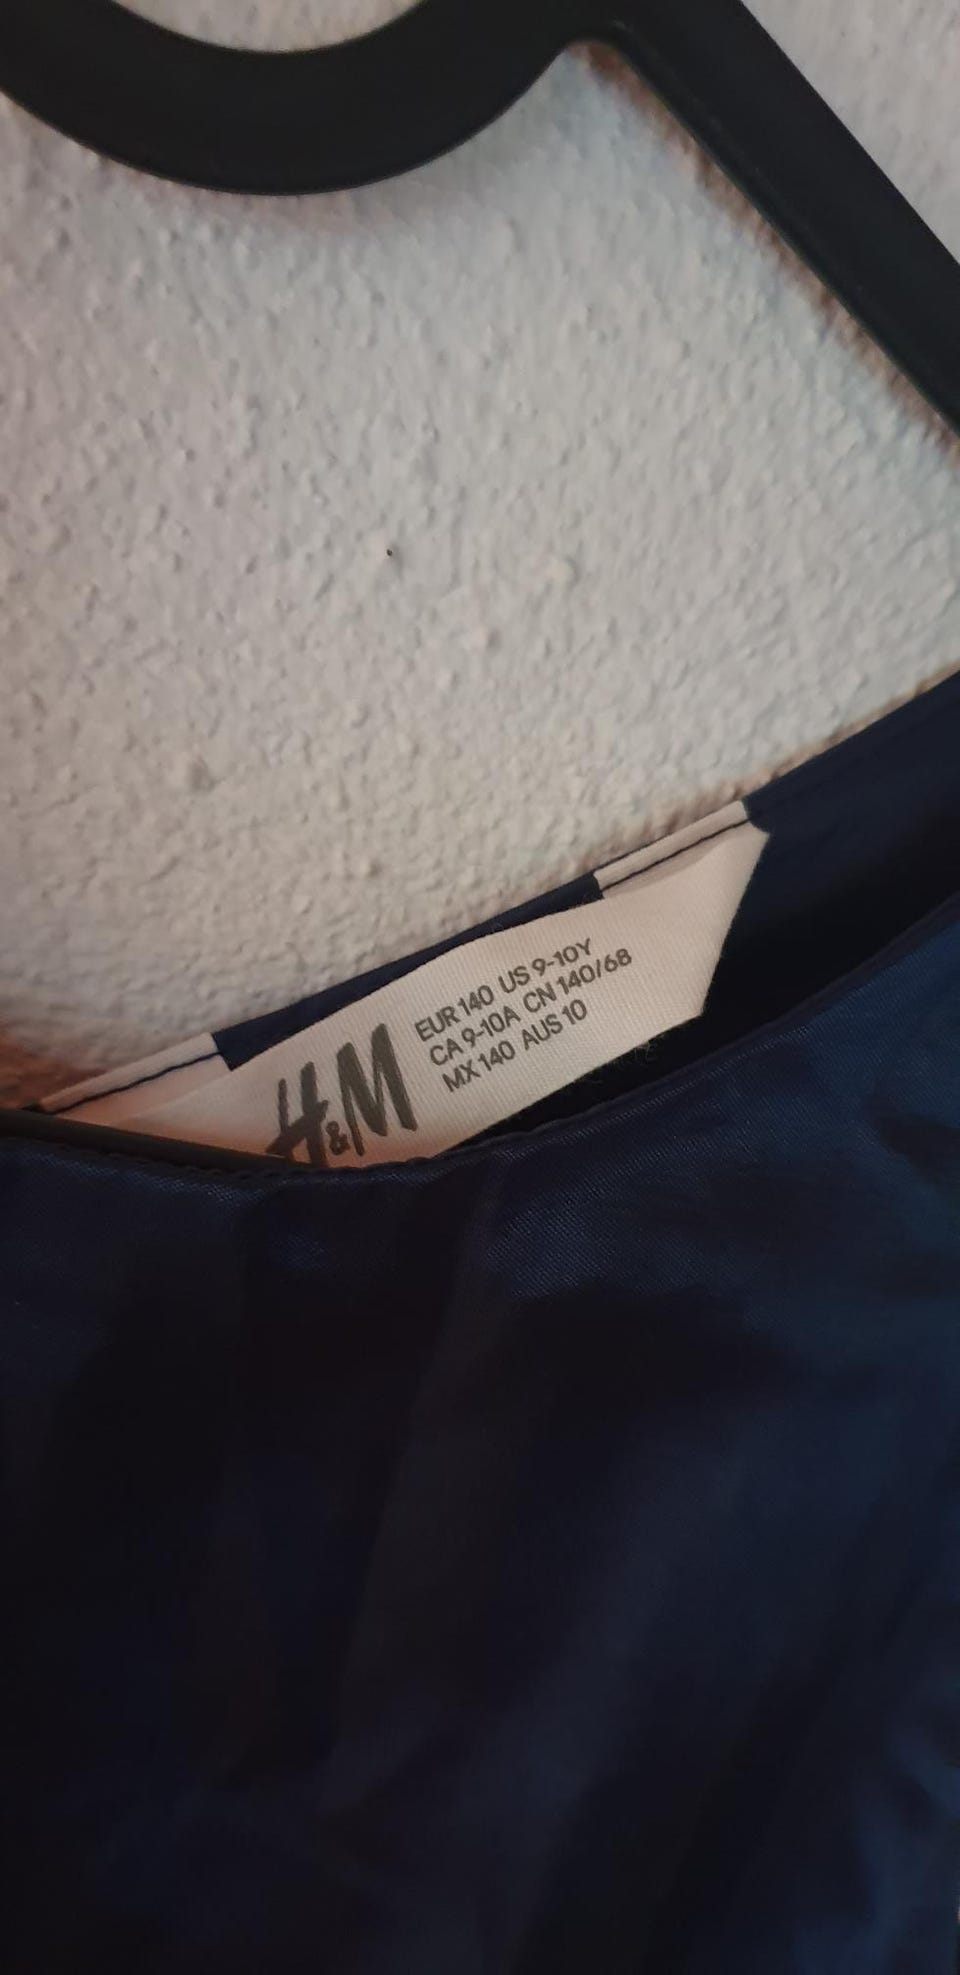 H&M
EUR 140 US 9-10Y
CA 9-10A CN 140/68
MX 140 AUS 10